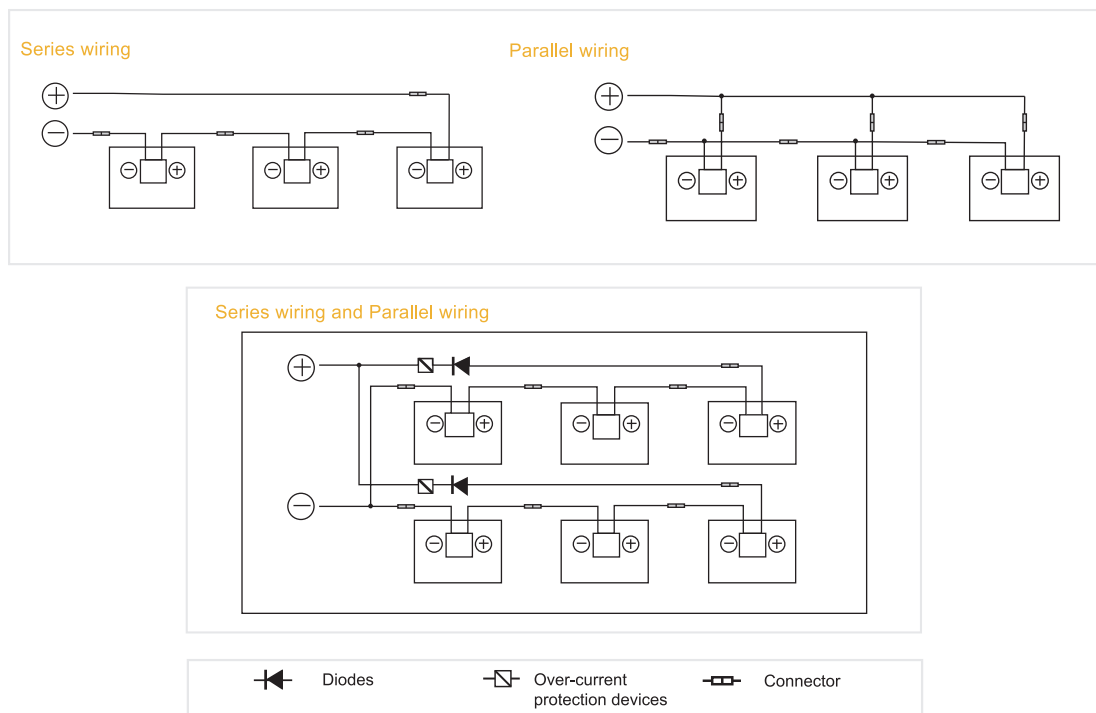 Series wiring
Parallel wiring
Series wiring and Parallel wiring
Diodes
Over-current
protection devices
Connector